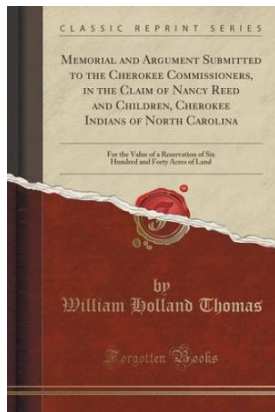 CLASSIC REPRINT SERIES
MEMORIAL AND ARGUMENT SUBMITTED
TO THE CHEROKEE COMMISSIONERS,
IN THE CLAIM OF NANCY REED
AND CHILDREN, CHEROKEE
INDIANS OF NORTH CAROLINA
For the Value of a Reservation of Six
Hundred and Forty Acres of Land
by
William Holland Thomas
Forgotten Books